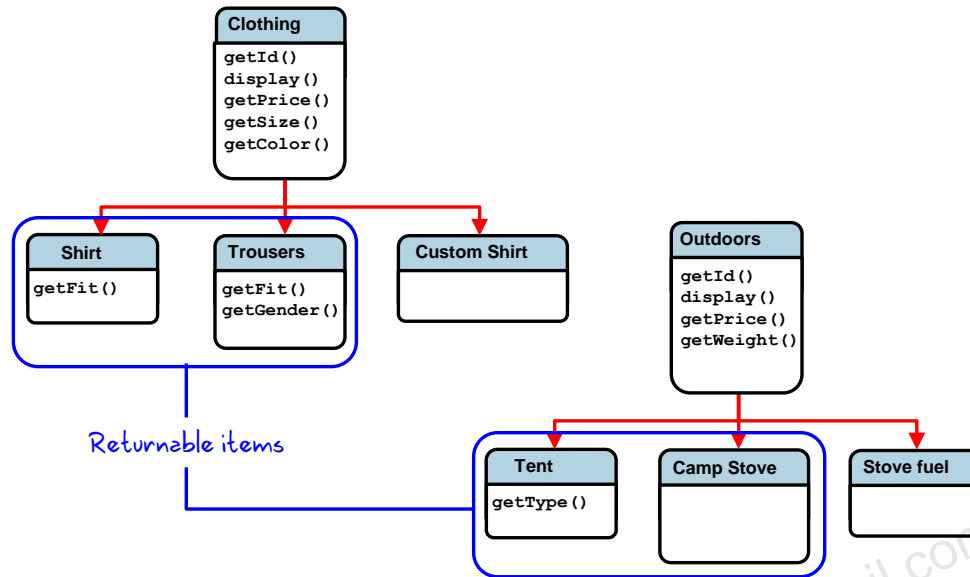 Clothing
getId()
display()
getPrice()
getSize()
getColor()
Shirt
getFit()
Trousers
getFit()
getGender()
Custom Shirt
Outdoors
getId()
display()
getPrice()
getWeight()
Returnable items
Tent
getType()
Camp Stove
Stove fuel